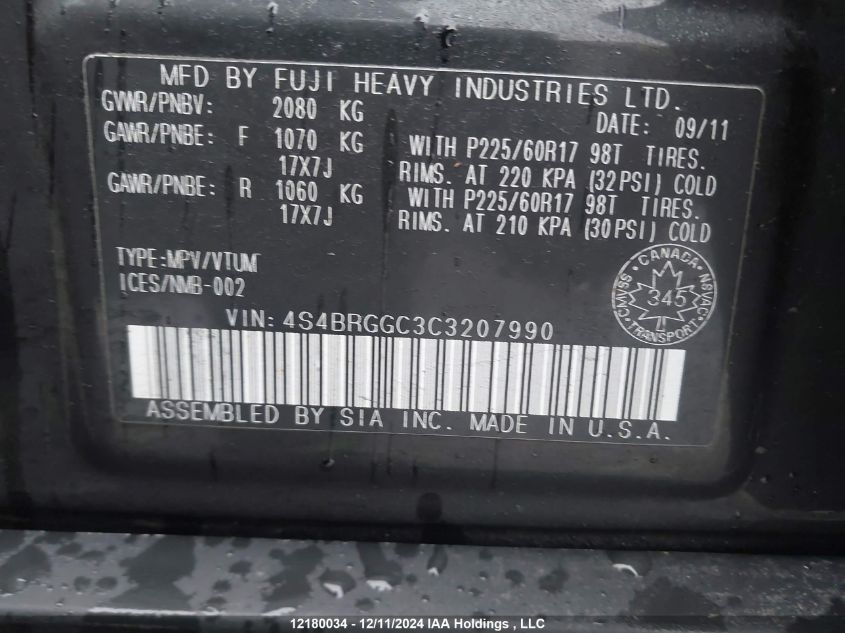 MFD BY FUJI HEAVY INDUSTRIES LTD.
GVWR/PNBV: 2080 KG DATE: 09/11
GAWR/PNBE: F 1070 KG WITH P225/60R17 98T TIRES.
17X7J RIMS. AT 220 KPA (32PSI) COLD
GAWR/PNBE: R 1060 KG WITH P225/60R17 98T TIRES.
17X7J RIMS. AT 210 KPA (30PSI) COLD
TYPE:MPV/VTUM
ICES/NMB-002
CANADA
CMVSS 345 NSVAC
TRANSPORT
VIN: 4S4BRGGC3C3207990
ASSEMBLED BY SIA INC. MADE IN U.S.A.
12180034 - 12/11/2024 IAA Holdings , LLC